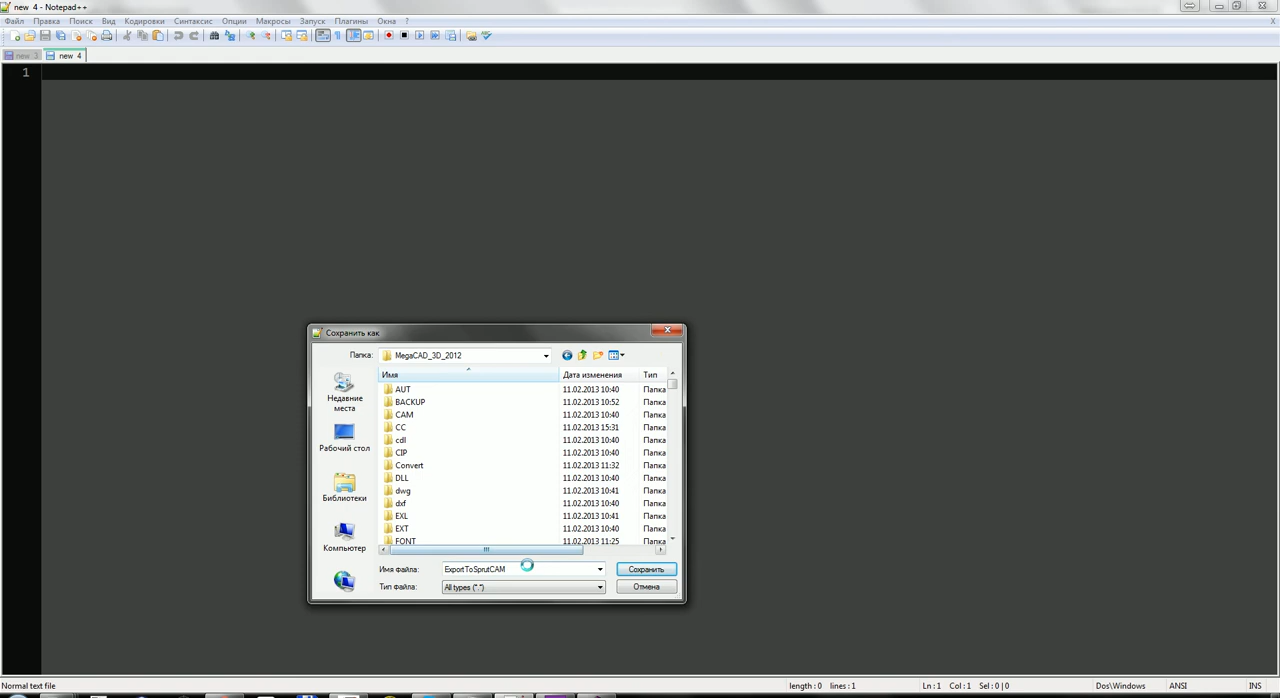 new 4 - Notepad++
Файл Правка Поиск Вид Кодировки Синтаксис Опции Макросы Запуск Плагины Окна ?
X
new 3 new 4
1
Сохранить как
Папка: MegaCAD_3D_2012
Имя Дата изменения Тип
AUT 11.02.2013 10:40 Папка
BACKUP 11.02.2013 10:52 Папка
CAM 11.02.2013 10:40 Папка
CC 11.02.2013 15:31 Папка
cdl 11.02.2013 10:40 Папка
CIP 11.02.2013 10:40 Папка
Convert 11.02.2013 11:32 Папка
DLL 11.02.2013 10:40 Папка
dwg 11.02.2013 10:41 Папка
dxf 11.02.2013 10:40 Папка
EXL 11.02.2013 10:41 Папка
EXT 11.02.2013 10:40 Папка
FONT 11.02.2013 11:25 Папка
Недавние места
Рабочий стол
Библиотеки
Компьютер
Имя файла: ExportToSprutCAM Сохранить
Тип файла: All types (*.*) Отмена
Normal text file length : 0 lines : 1 Ln : 1 Col : 1 Sel : 0 | 0 Dos\Windows ANSI INS